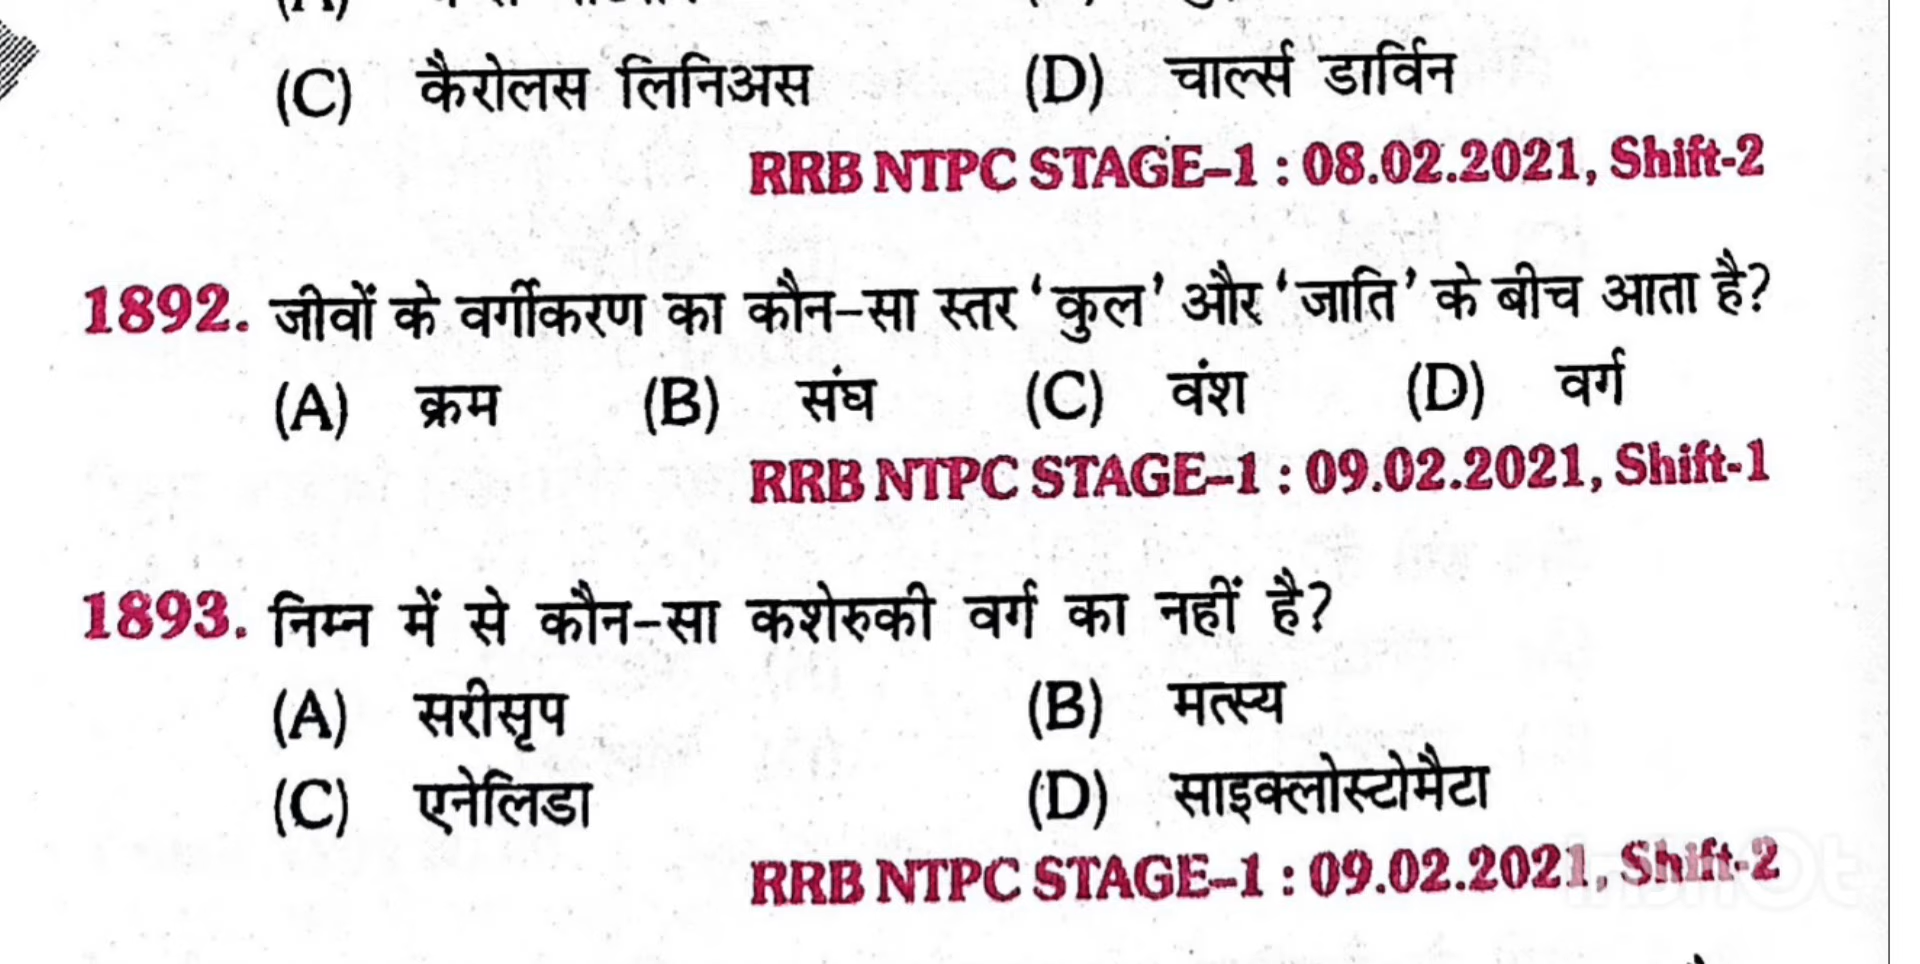 (C) कैरोलस लिनिअस (D) चार्ल्स डार्विन
RRB NTPC STAGE–1 : 08.02.2021, Shift-2
1892. जीवों के वर्गीकरण का कौन-सा स्तर ‘कुल’ और ‘जाति’ के बीच आता है?
(A) क्रम (B) संघ (C) वंश (D) वर्ग
RRB NTPC STAGE–1 : 09.02.2021, Shift-1
1893. निम्न में से कौन-सा कशेरुकी वर्ग का नहीं है?
(A) सरीसृप (B) मत्स्य
(C) एनेलिडा (D) साइक्लोस्टोमैटा
RRB NTPC STAGE–1 : 09.02.2021, Shift-2